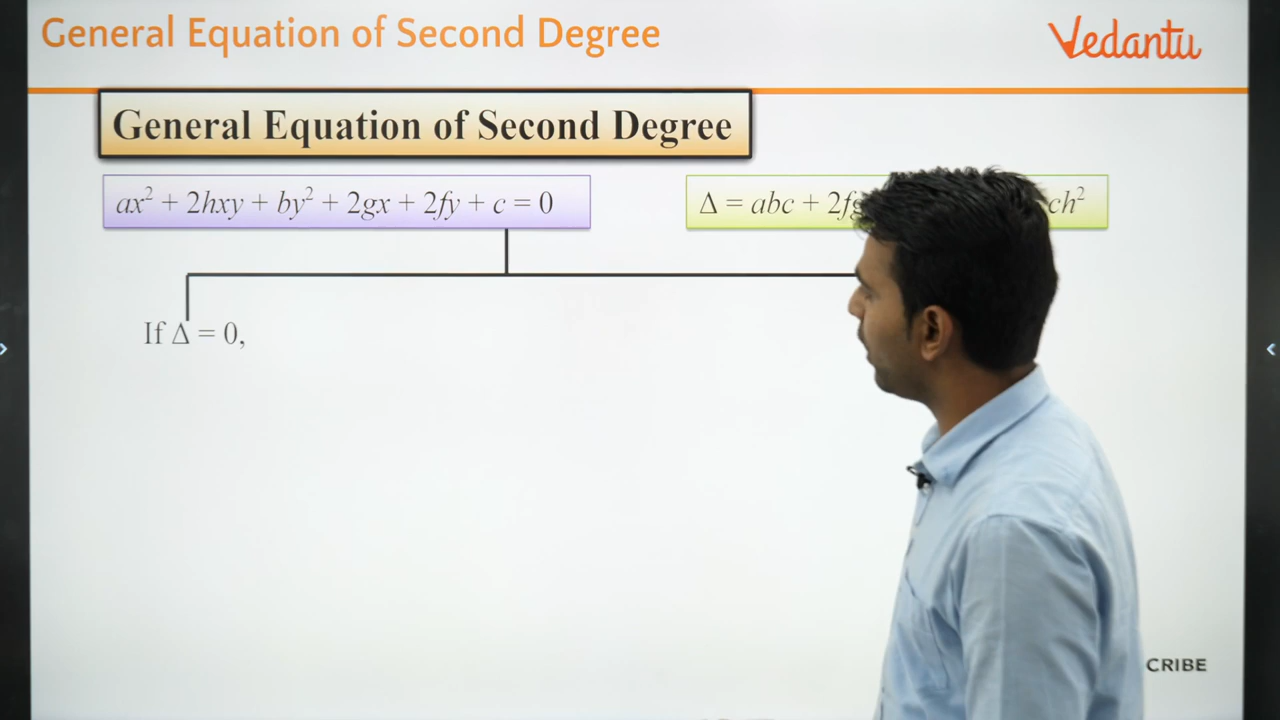 General Equation of Second Degree
Vedantu
General Equation of Second Degree
ax² + 2hxy + by² + 2gx + 2fy + c = 0
Δ = abc + 2fg ch²
If Δ = 0,
CRIBE